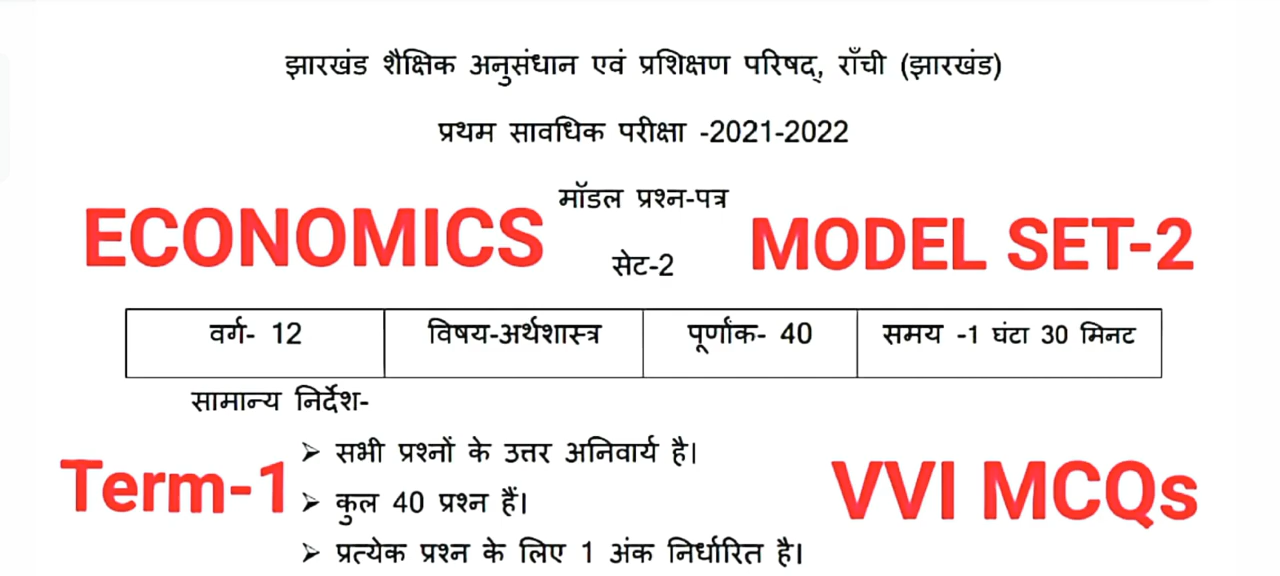 झारखंड शैक्षिक अनुसंधान एवं प्रशिक्षण परिषद्, राँची (झारखंड)
प्रथम सावधिक परीक्षा -2021-2022
मॉडल प्रश्न-पत्र
ECONOMICS
सेट-2
MODEL SET-2
वर्ग- 12 विषय-अर्थशास्त्र पूर्णांक- 40 समय -1 घंटा 30 मिनट
सामान्य निर्देश-
➢ सभी प्रश्नों के उत्तर अनिवार्य है।
Term-1
➢ कुल 40 प्रश्न हैं।
VVI MCQs
➢ प्रत्येक प्रश्न के लिए 1 अंक निर्धारित है।